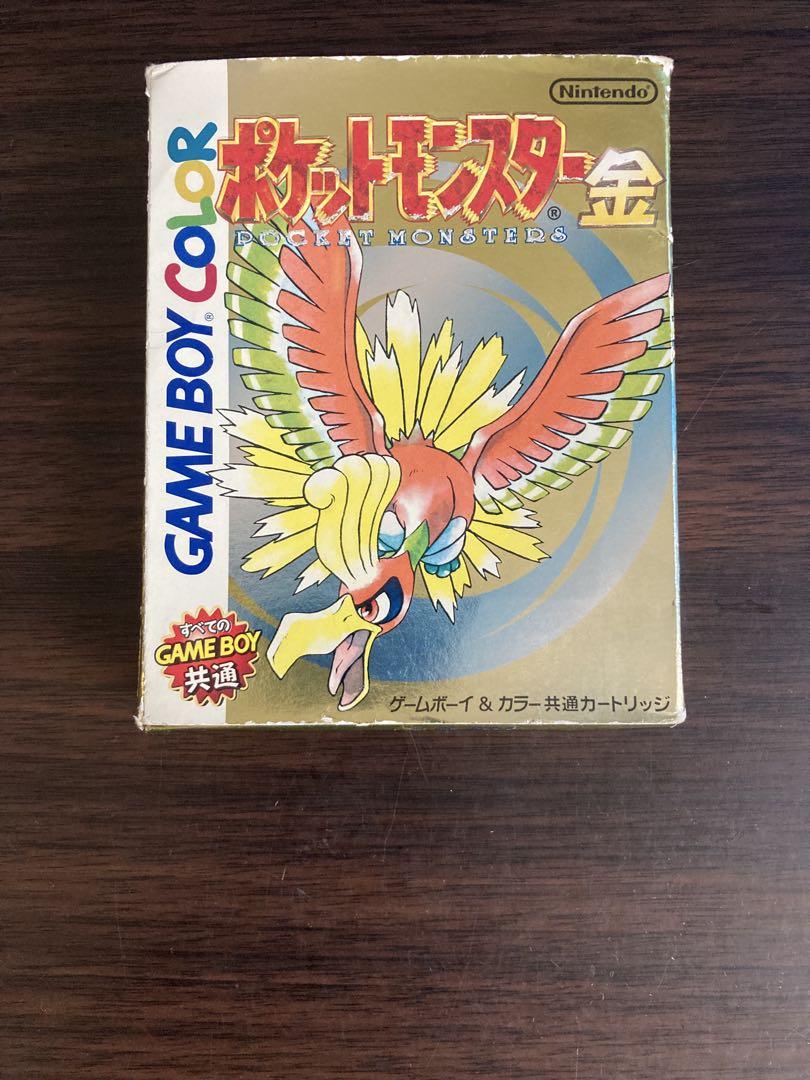 Nintendo
ポケットモンスター 金
®
POCKET MONSTERS
GAME BOY COLOR
®
すべての
GAME BOY
共通
ゲームボーイ & カラー共通カートリッジ